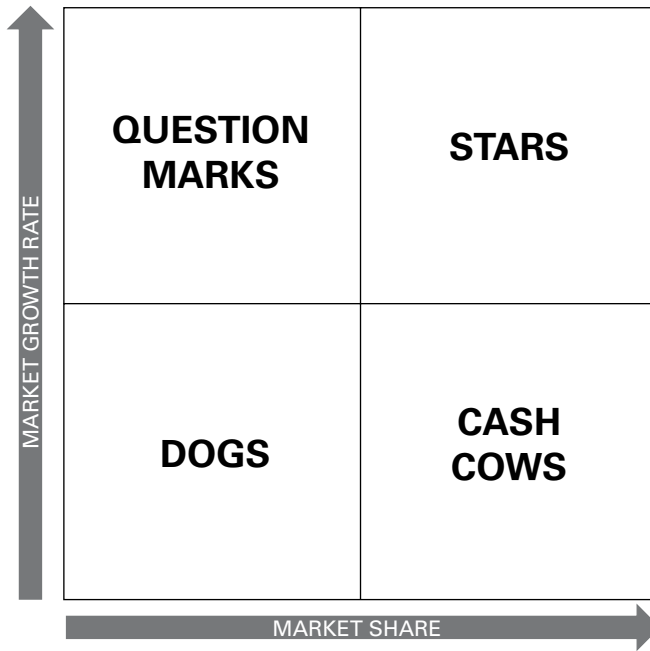 QUESTION
MARKS
STARS
MARKET GROWTH RATE
DOGS
CASH
COWS
MARKET SHARE